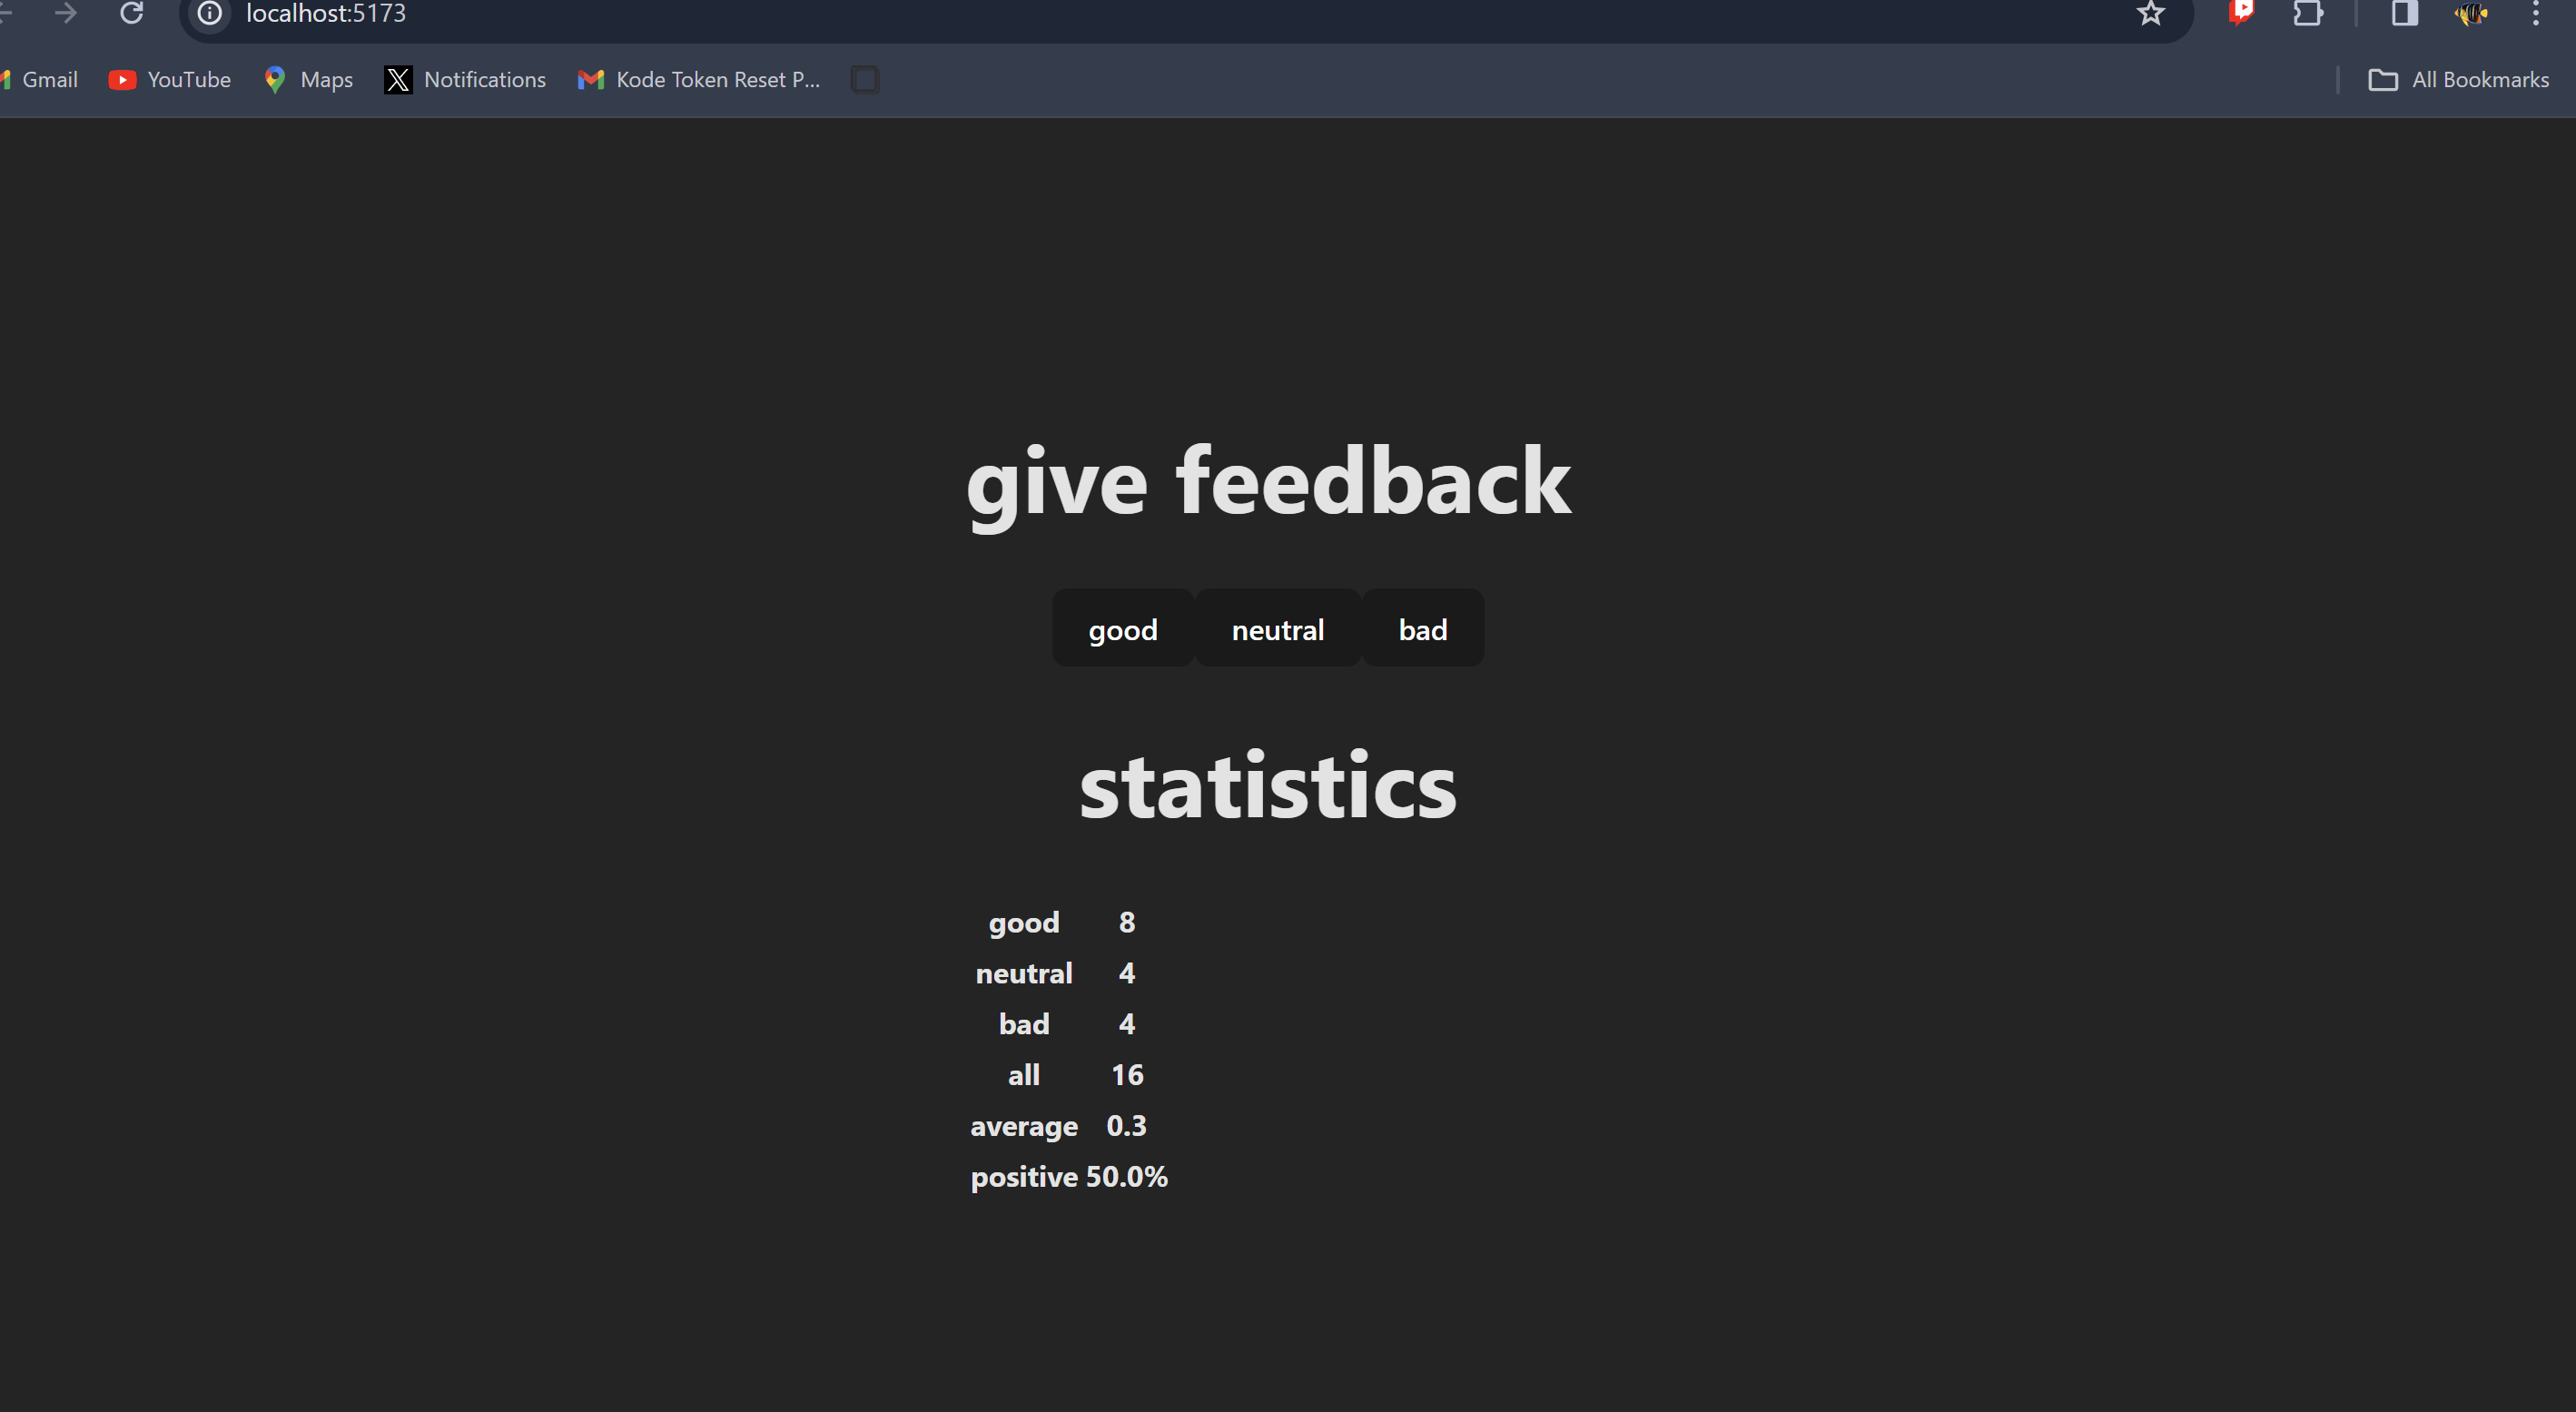 localhost:5173
Gmail YouTube Maps Notifications Kode Token Reset P... All Bookmarks
give feedback
good neutral bad
statistics
good 8
neutral 4
bad 4
all 16
average 0.3
positive 50.0%